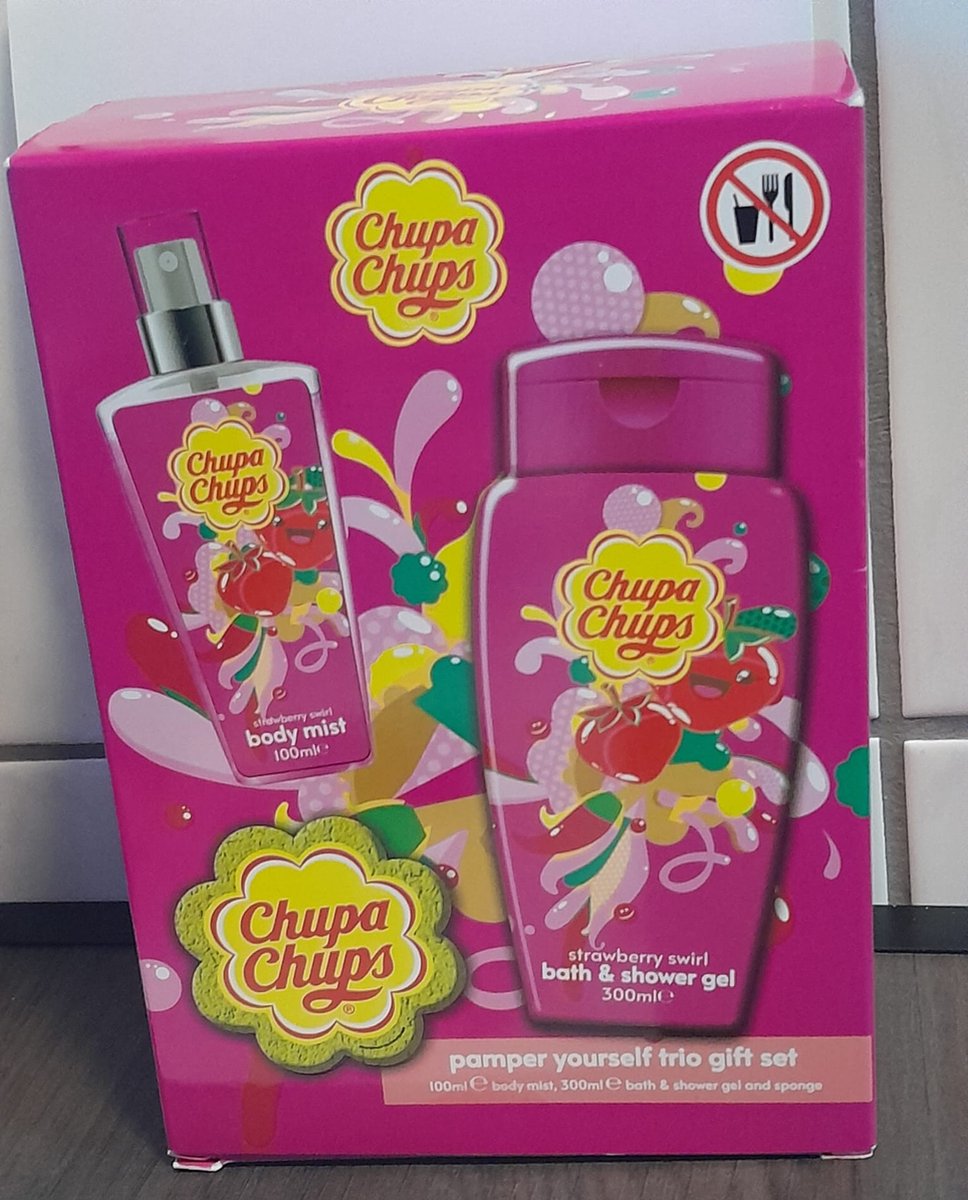 Chupa
Chups
®
Chupa
Chups
strawberry swirl
body mist
100ml℮
Chupa
Chups
strawberry swirl
bath & shower gel
300ml℮
Chupa
Chups
®
pamper yourself trio gift set
100ml ℮ body mist, 300ml ℮ bath & shower gel and sponge